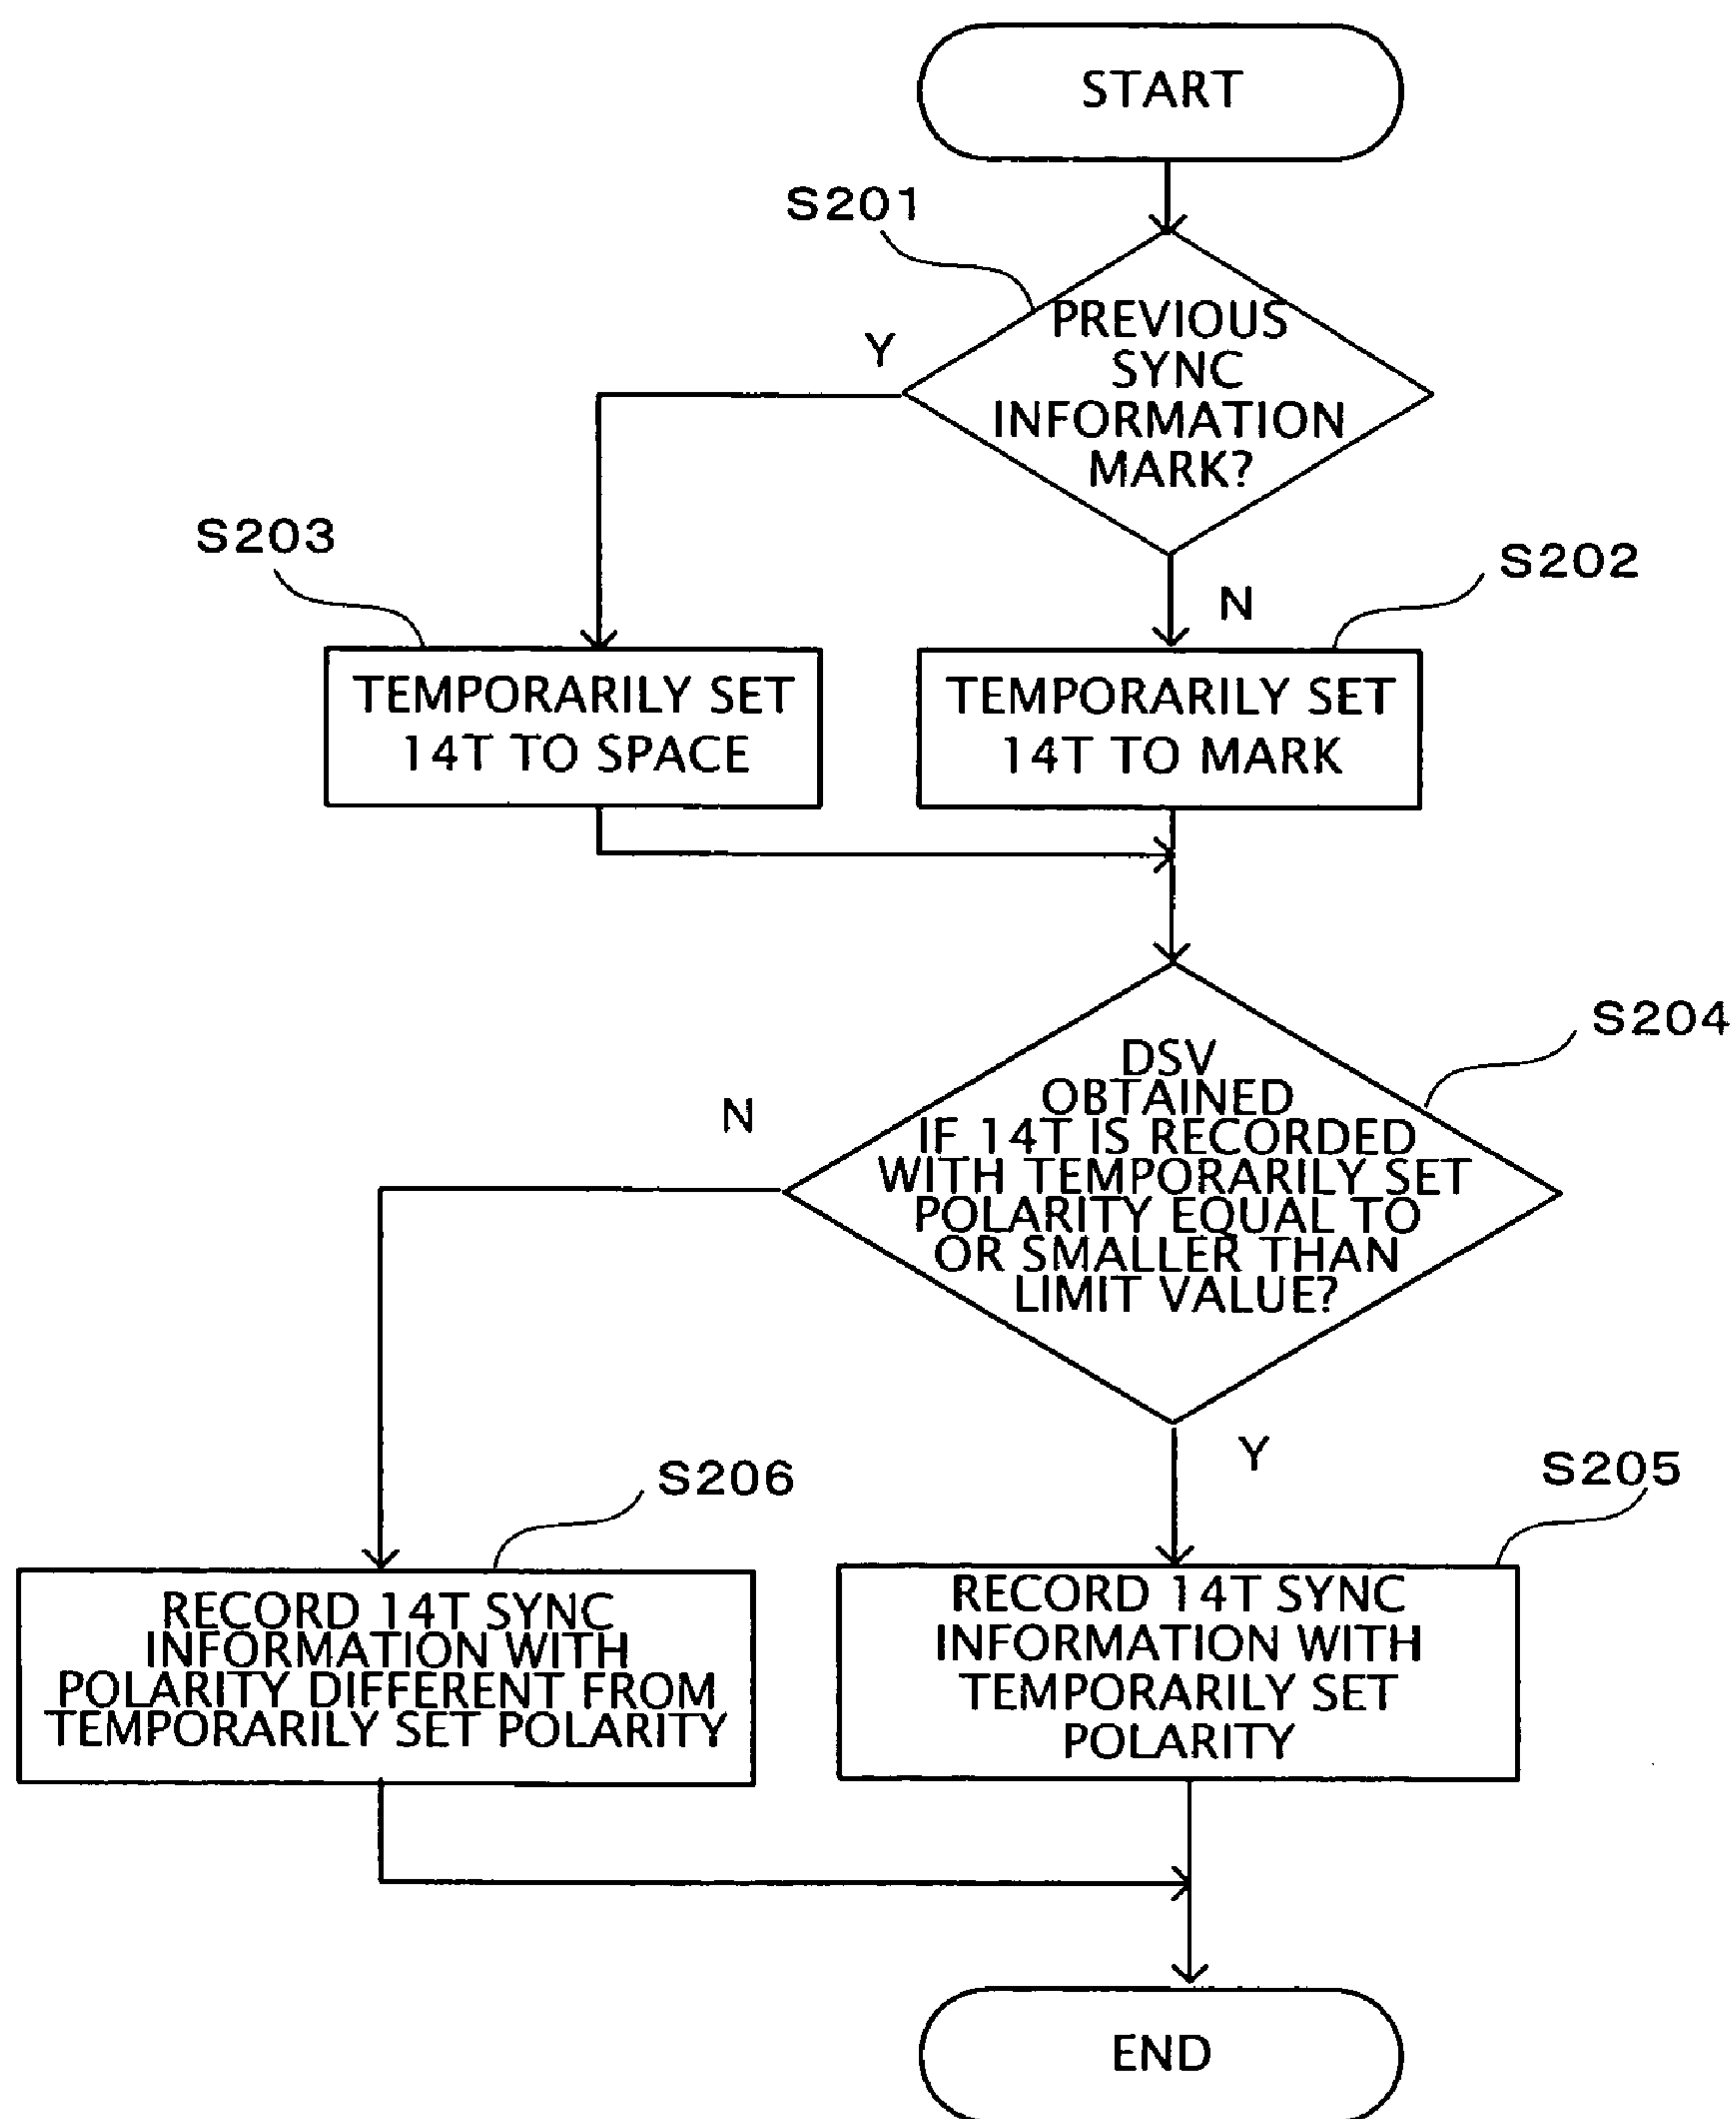 START
S201
PREVIOUS
SYNC
INFORMATION
MARK?
Y
N
S203
S202
TEMPORARILY SET
14T TO SPACE
TEMPORARILY SET
14T TO MARK
S204
DSV
OBTAINED
IF 14T IS RECORDED
WITH TEMPORARILY SET
POLARITY EQUAL TO
OR SMALLER THAN
LIMIT VALUE?
N
Y
S206
S205
RECORD 14T SYNC
INFORMATION WITH
POLARITY DIFFERENT FROM
TEMPORARILY SET POLARITY
RECORD 14T SYNC
INFORMATION WITH
TEMPORARILY SET
POLARITY
END